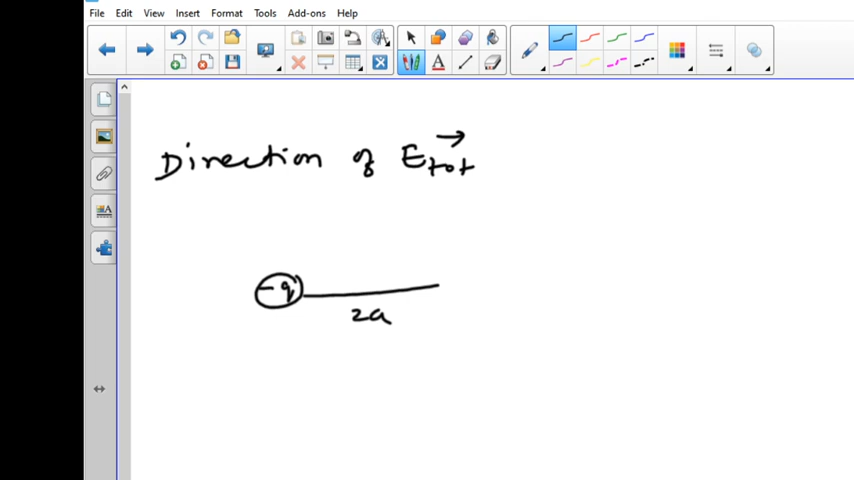 File Edit View Insert Format Tools Add-ons Help
Direction of E→tot
-q
2a